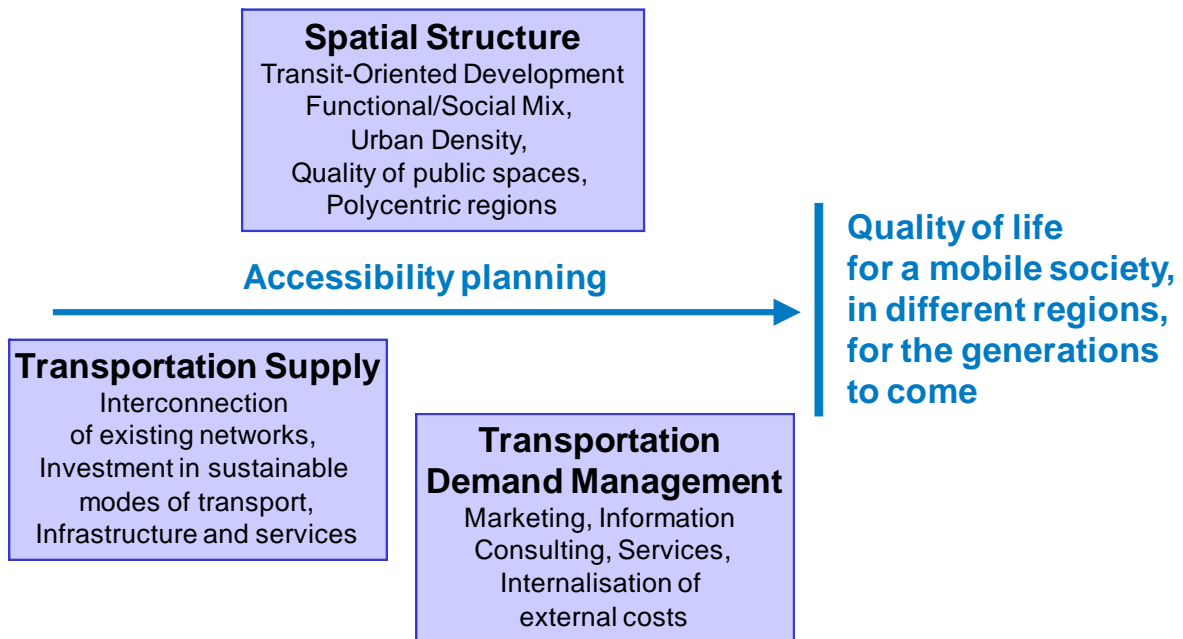 Spatial Structure
Transit-Oriented Development
Functional/Social Mix,
Urban Density,
Quality of public spaces,
Polycentric regions
Accessibility planning
Quality of life
for a mobile society,
in different regions,
for the generations
to come
Transportation Supply
Interconnection
of existing networks,
Investment in sustainable
modes of transport,
Infrastructure and services
Transportation
Demand Management
Marketing, Information
Consulting, Services,
Internalisation of
external costs